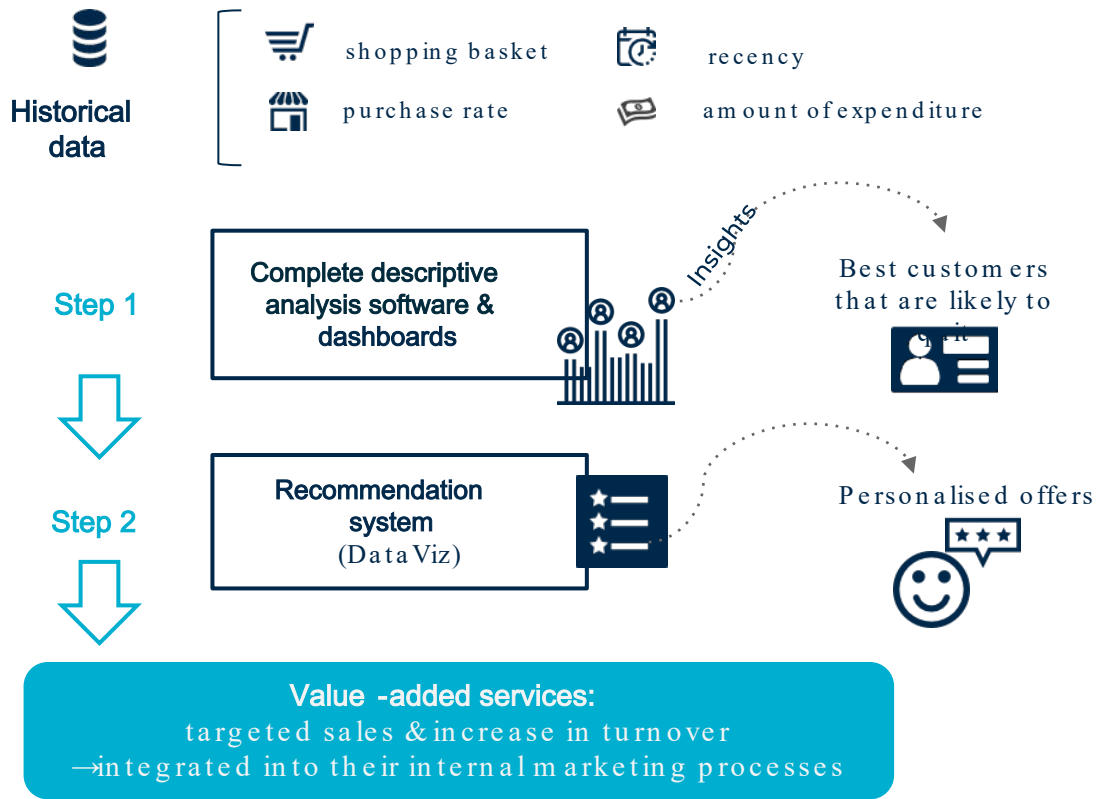 Historical
data
shopping basket
recency
purchase rate
amount of expenditure
Step 1
Complete descriptive
analysis software &
dashboards
Insights
Best customers
that are likely to
quit
Step 2
Recommendation
system
(DataViz)
Personalised offers
Value -added services:
targeted sales & increase in turnover
→integrated into their internal marketing processes